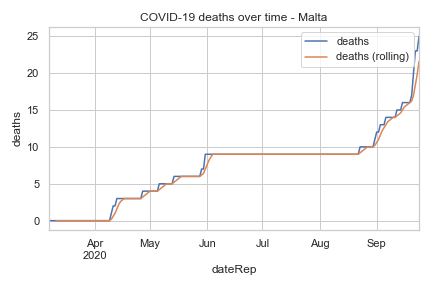 COVID-19 deaths over time - Malta
deaths
deaths (rolling)
25
20
15
10
5
0
deaths
Apr May Jun Jul Aug Sep
2020
dateRep